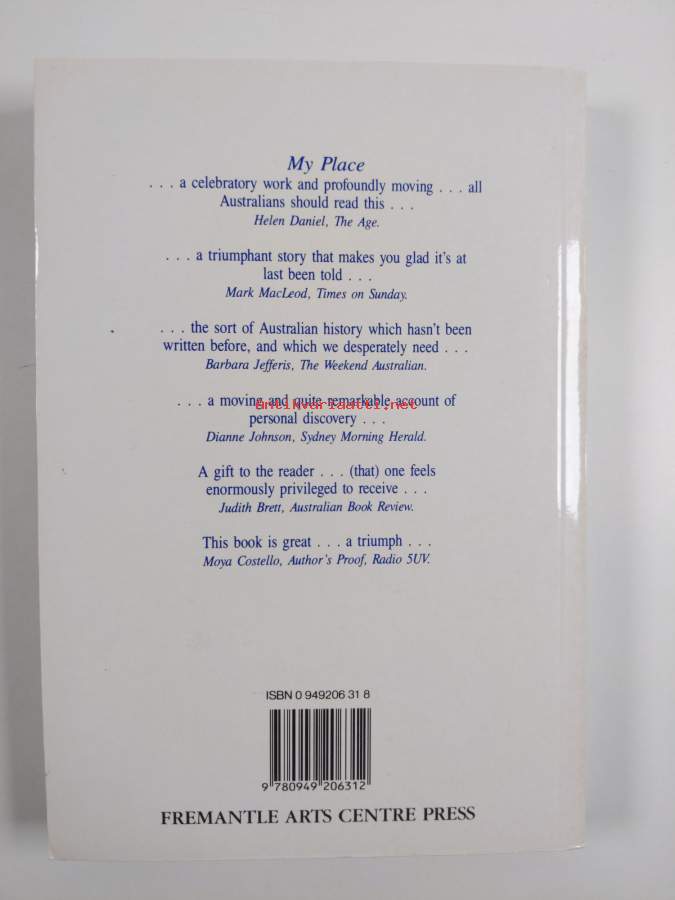 My Place
. . . a celebratory work and profoundly moving . . . all
Australians should read this . . .
Helen Daniel, The Age.
. . . a triumphant story that makes you glad it's at
last been told . . .
Mark MacLeod, Times on Sunday.
. . . the sort of Australian history which hasn't been
written before, and which we desperately need . . .
Barbara Jefferis, The Weekend Australian.
. . . a moving and quite remarkable account of
antikvariaatti.net
personal discovery . . .
Dianne Johnson, Sydney Morning Herald.
A gift to the reader . . . (that) one feels
enormously privileged to receive . . .
Judith Brett, Australian Book Review.
This book is great . . . a triumph . . .
Moya Costello, Author's Proof, Radio 5UV.
ISBN 0 949206 31 8
9 780949 206312
FREMANTLE ARTS CENTRE PRESS